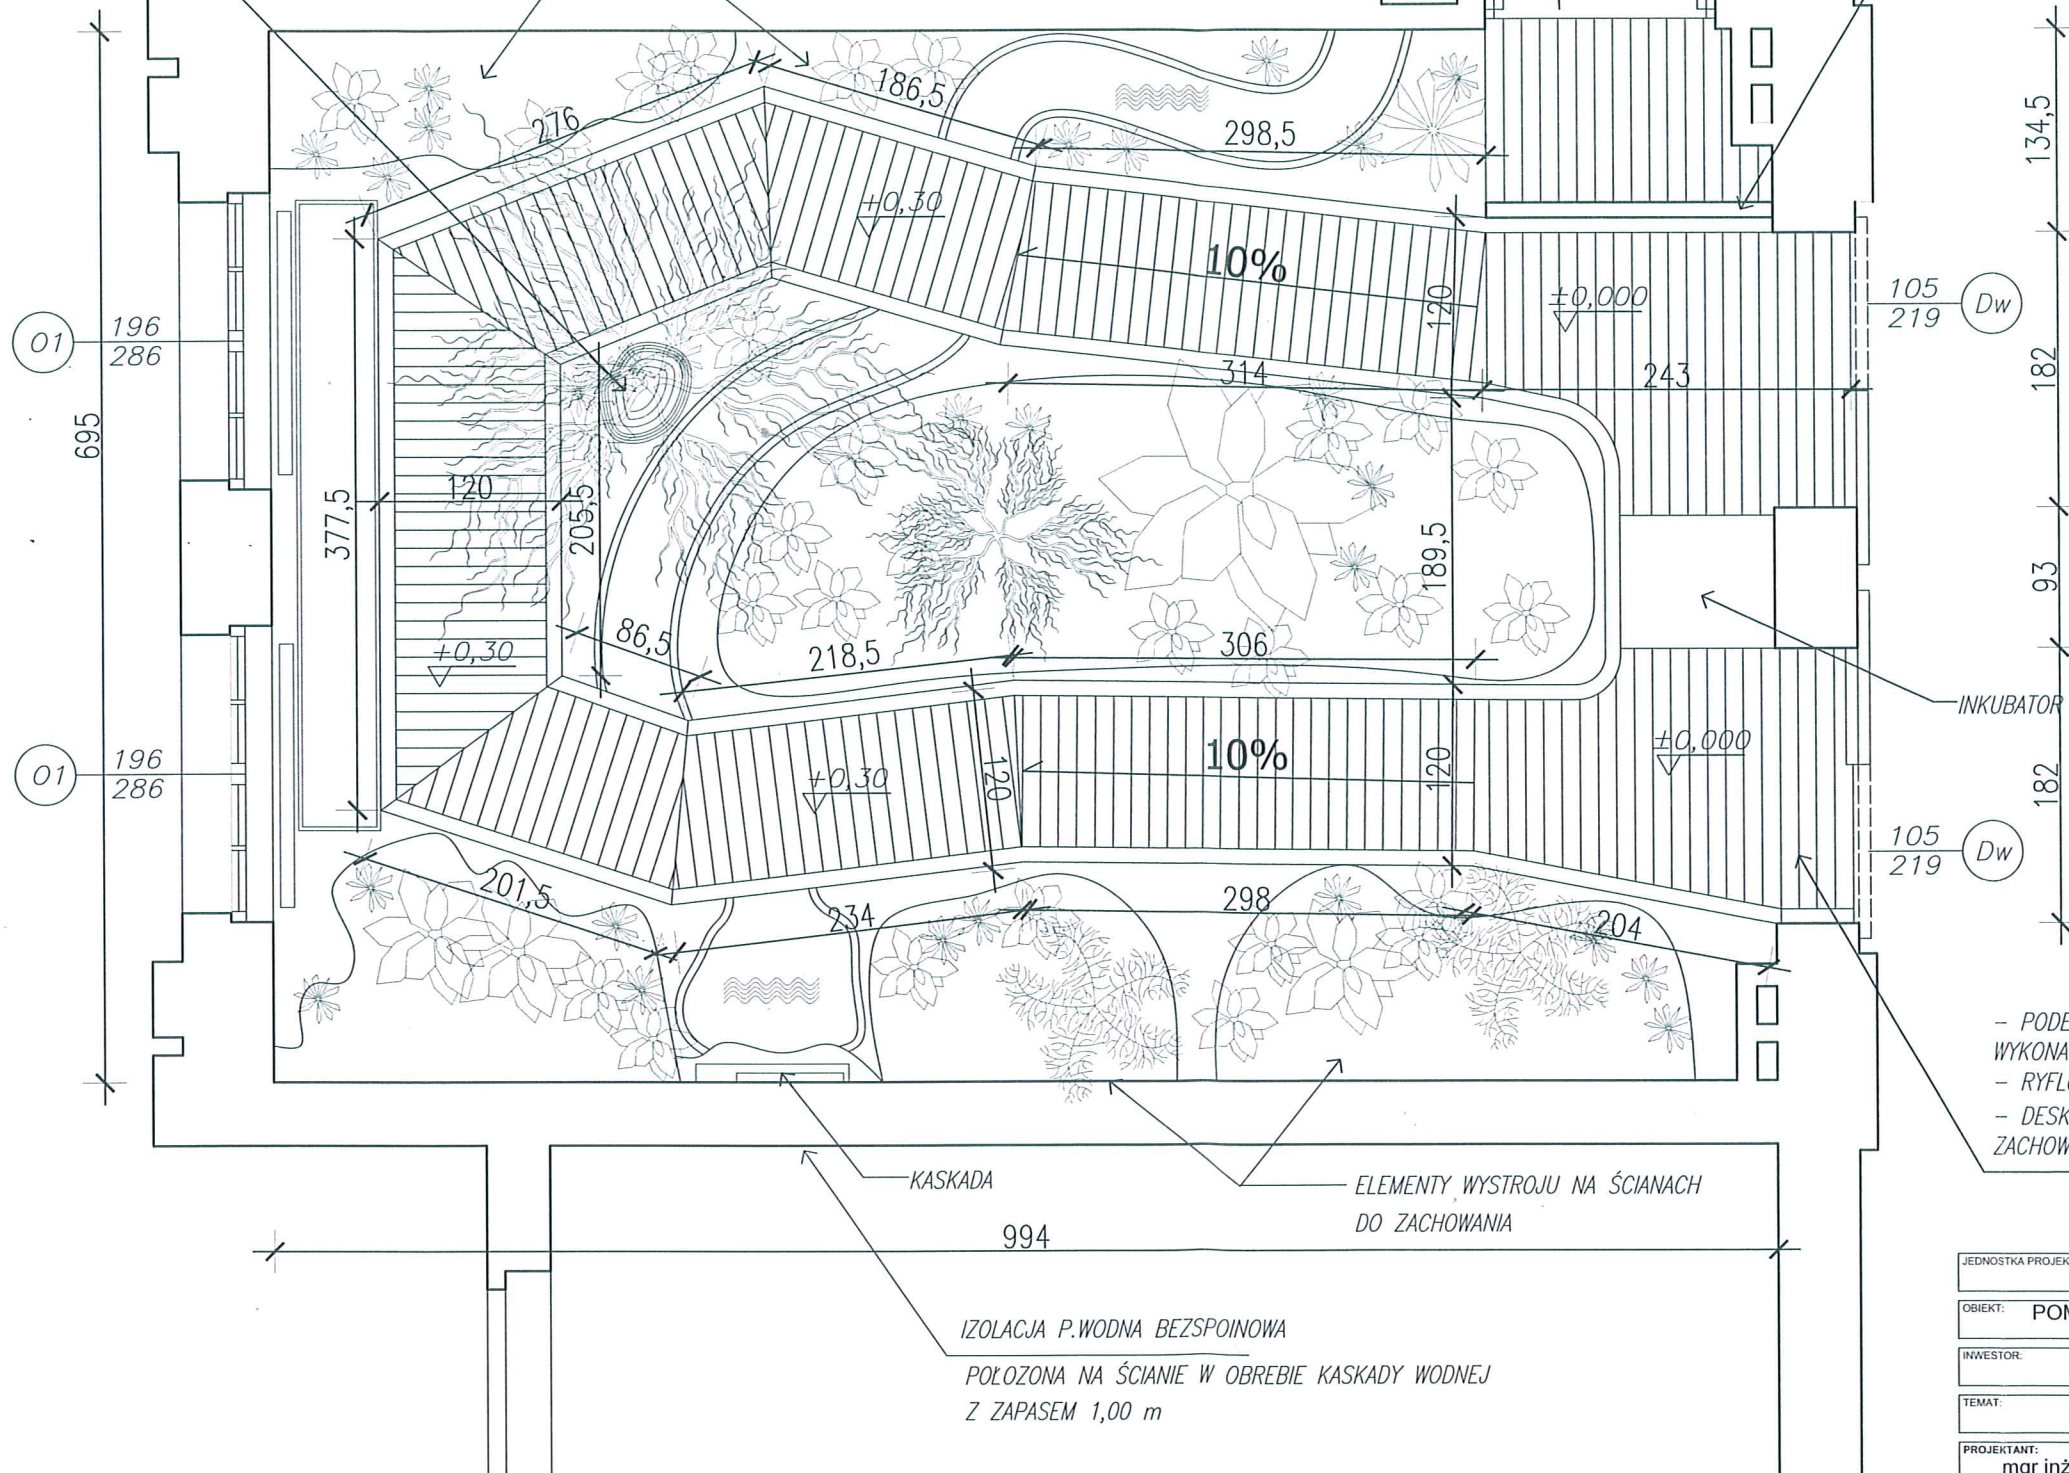 276
186,5
298,5
134,5
+0,30
10%
120
±0,000
105
219
Dw
O1
196
286
314
243
182
695
377,5
120
205,5
189,5
93
86,5
218,5
306
+0,30
INKUBATOR
10%
±0,000
O1
196
286
+0,30
120
120
182
105
219
Dw
201,5
234
298
204
– PODE
WYKONA
– RYFL
– DESK
ZACHOW
KASKADA
ELEMENTY WYSTROJU NA ŚCIANACH
DO ZACHOWANIA
994
IZOLACJA P.WODNA BEZSPOINOWA
POŁOZONA NA ŚCIANIE W OBREBIE KASKADY WODNEJ
Z ZAPASEM 1,00 m
JEDNOSTKA PROJEK
OBIEKT: POM
INWESTOR:
TEMAT:
PROJEKTANT:
mgr inż